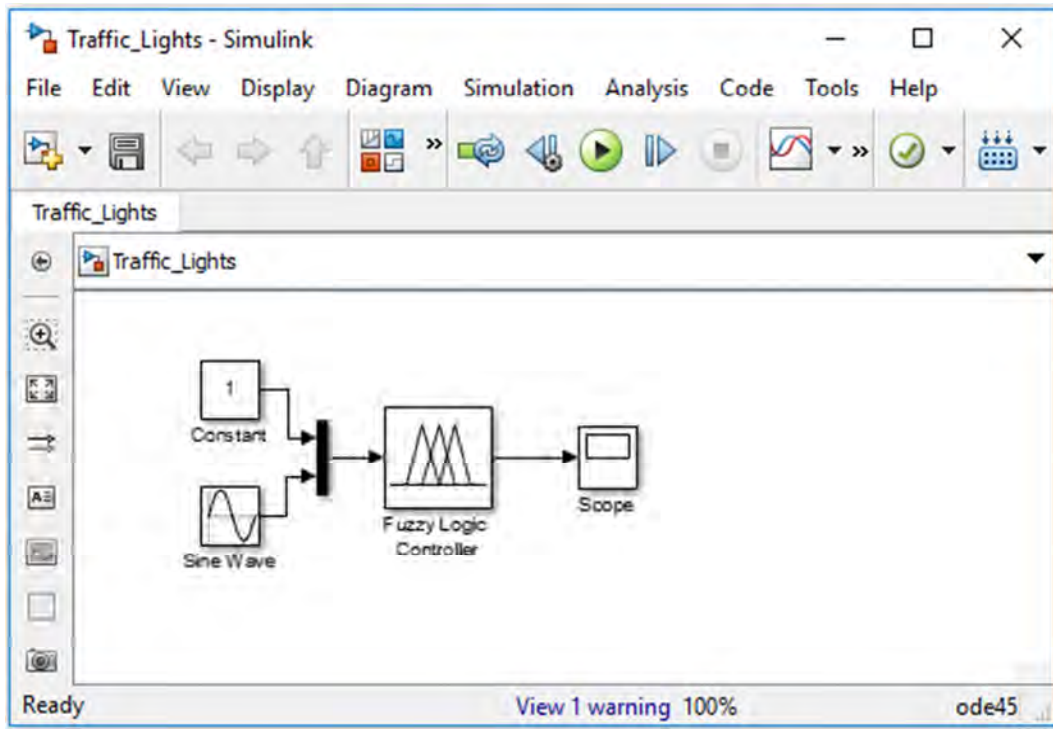 Traffic_Lights - Simulink
File Edit View Display Diagram Simulation Analysis Code Tools Help
Traffic_Lights
Traffic_Lights
1
Constant
Sine Wave
Fuzzy Logic
Controller
Scope
Ready View 1 warning 100% ode45